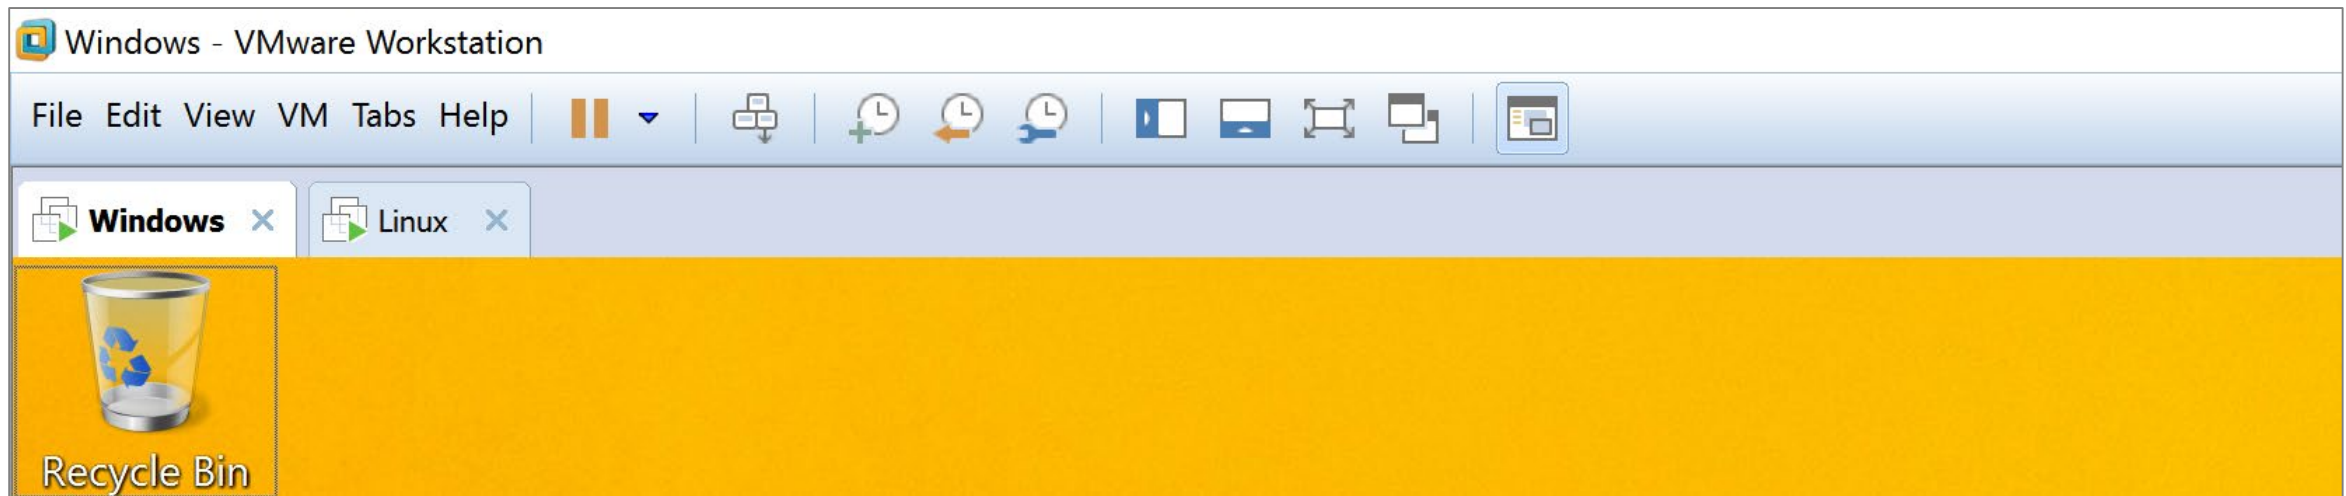 Windows - VMware Workstation
File Edit View VM Tabs Help
Windows Linux
Recycle Bin